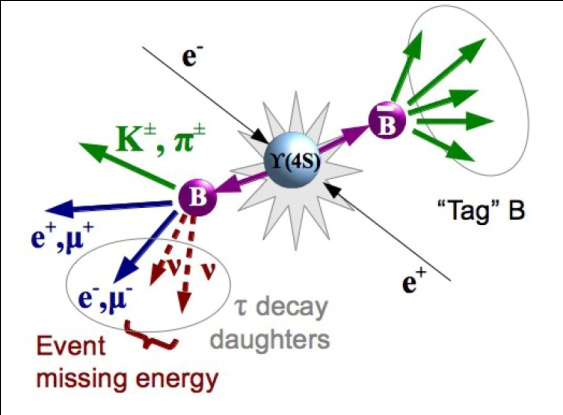 e⁻
B̅
K±, π±
ϒ(4S)
B
"Tag" B
e⁺,μ⁺
ν
ν
e⁺
e⁻,μ⁻
τ decay
daughters
Event
missing energy